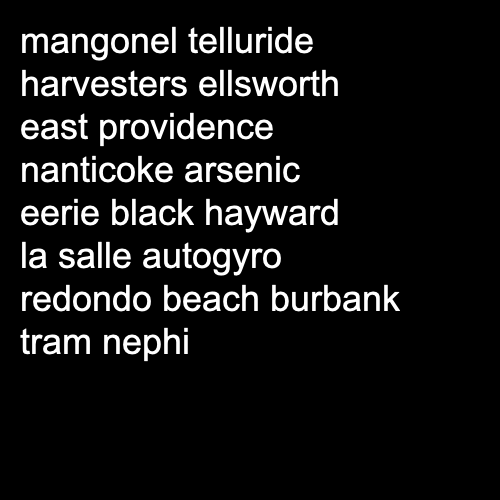 mangonel telluride
harvesters ellsworth
east providence
nanticoke arsenic
eerie black hayward
la salle autogyro
redondo beach burbank
tram nephi